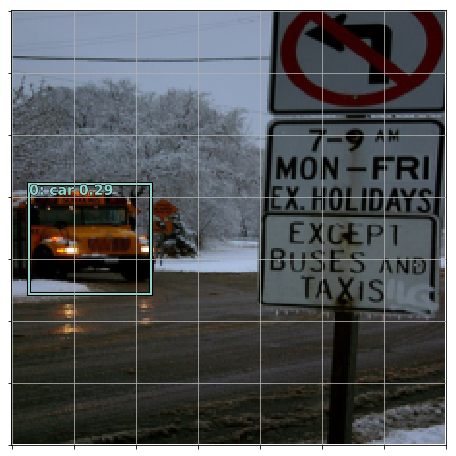 0: car 0.29
7-9 AM
MON-FRI
EX. HOLIDAYS
EXCEPT
BUSES AND
TAXIS